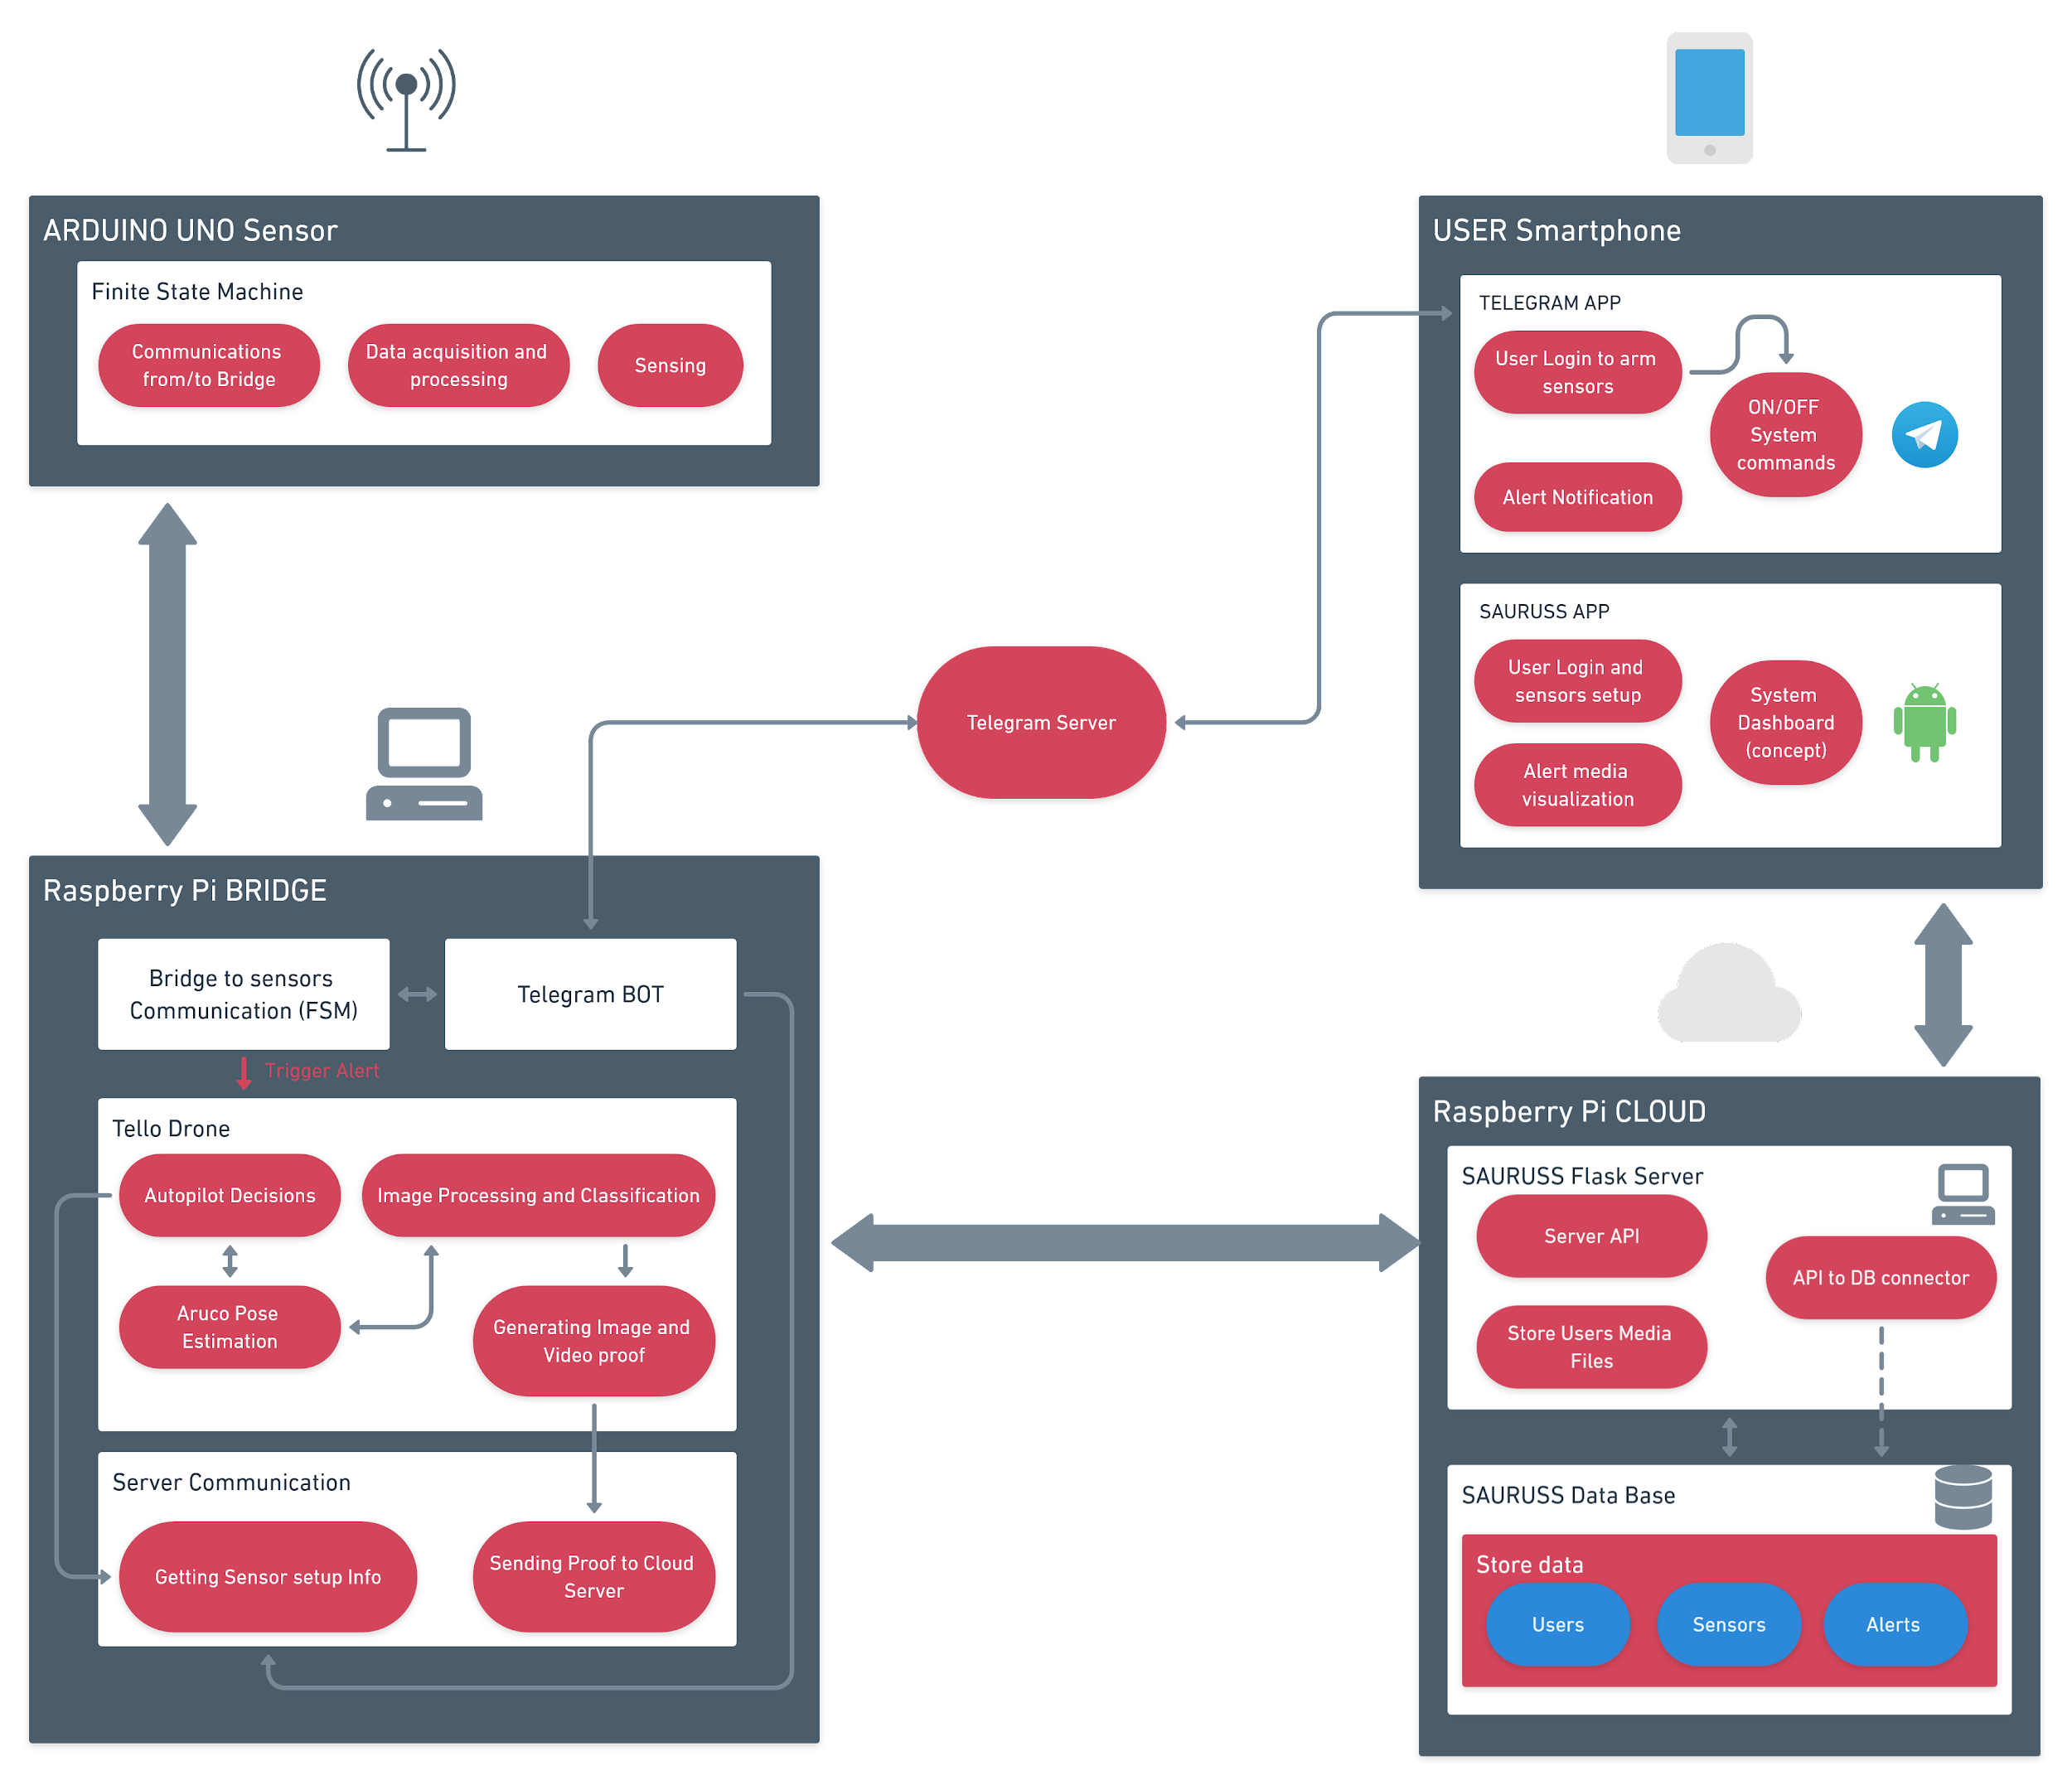 ARDUINO UNO Sensor
Finite State Machine
Communications
from/to Bridge
Data acquisition and
processing
Sensing
USER Smartphone
TELEGRAM APP
User Login to arm
sensors
ON/OFF
System
commands
Alert Notification
SAURUSS APP
User Login and
sensors setup
System
Dashboard
(concept)
Alert media
visualization
Telegram Server
Raspberry Pi BRIDGE
Bridge to sensors
Communication (FSM)
Telegram BOT
Trigger Alert
Tello Drone
Autopilot Decisions
Image Processing and Classification
Aruco Pose
Estimation
Generating Image and
Video proof
Server Communication
Getting Sensor setup Info
Sending Proof to Cloud
Server
Raspberry Pi CLOUD
SAURUSS Flask Server
Server API
API to DB connector
Store Users Media
Files
SAURUSS Data Base
Store data
Users
Sensors
Alerts